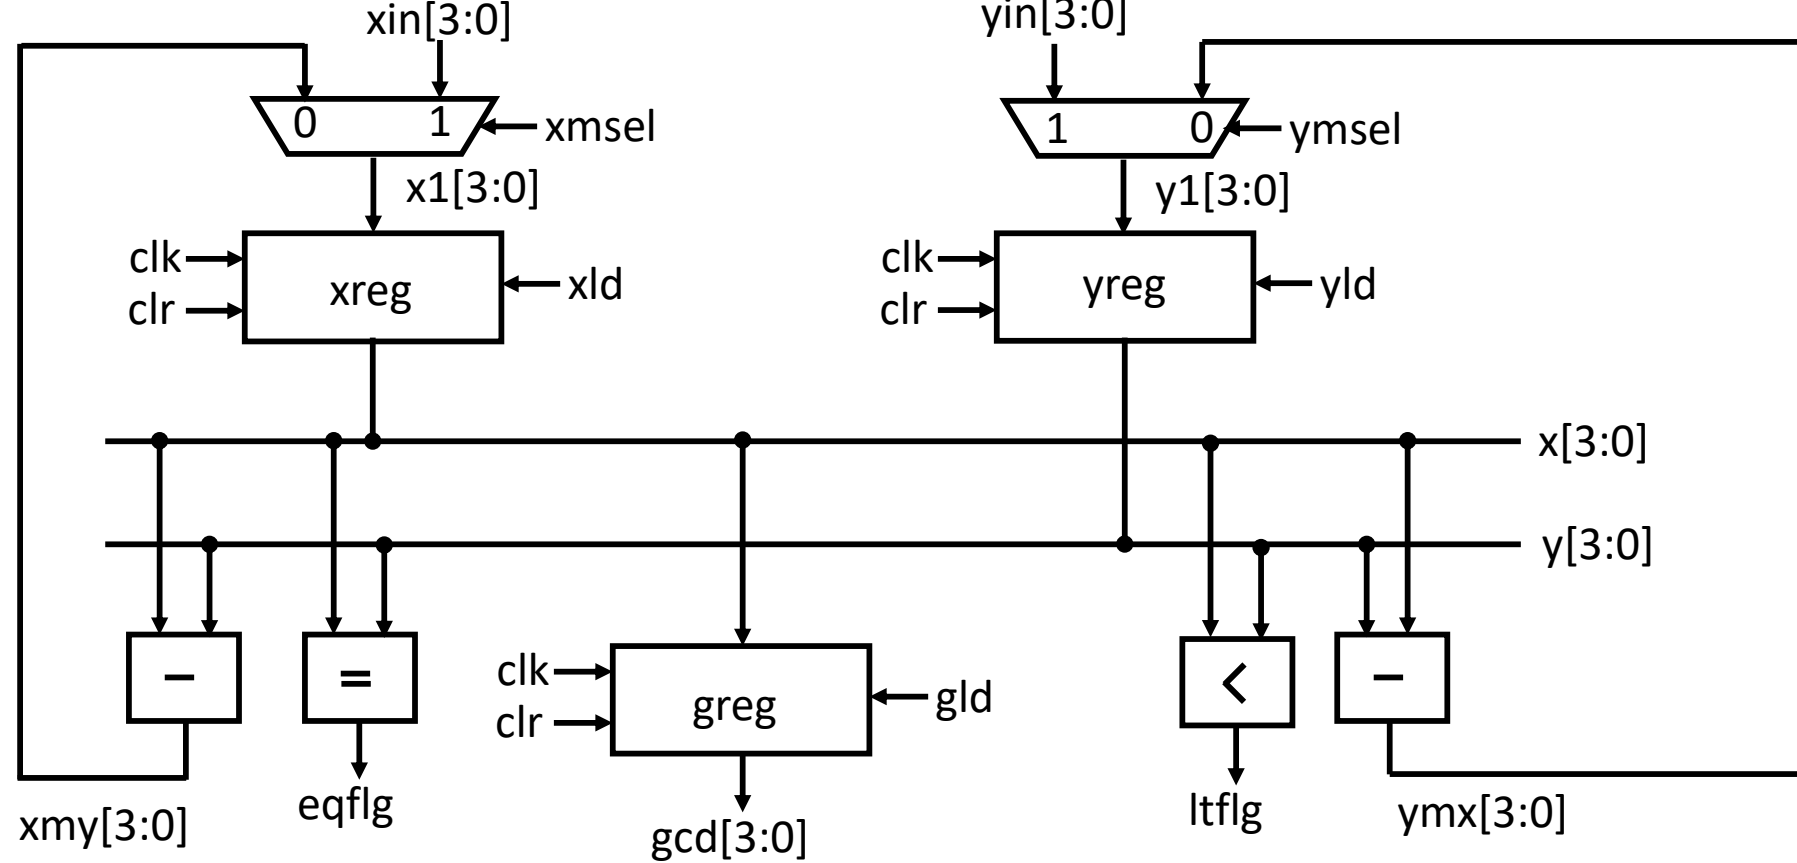 xin[3:0]
yin[3:0]
0 1
xmsel
1 0
ymsel
x1[3:0]
y1[3:0]
clk
clr
xreg
xld
clk
clr
yreg
yld
x[3:0]
y[3:0]
−
=
clk
clr
greg
gld
<
−
xmy[3:0]
eqflg
gcd[3:0]
ltflg
ymx[3:0]